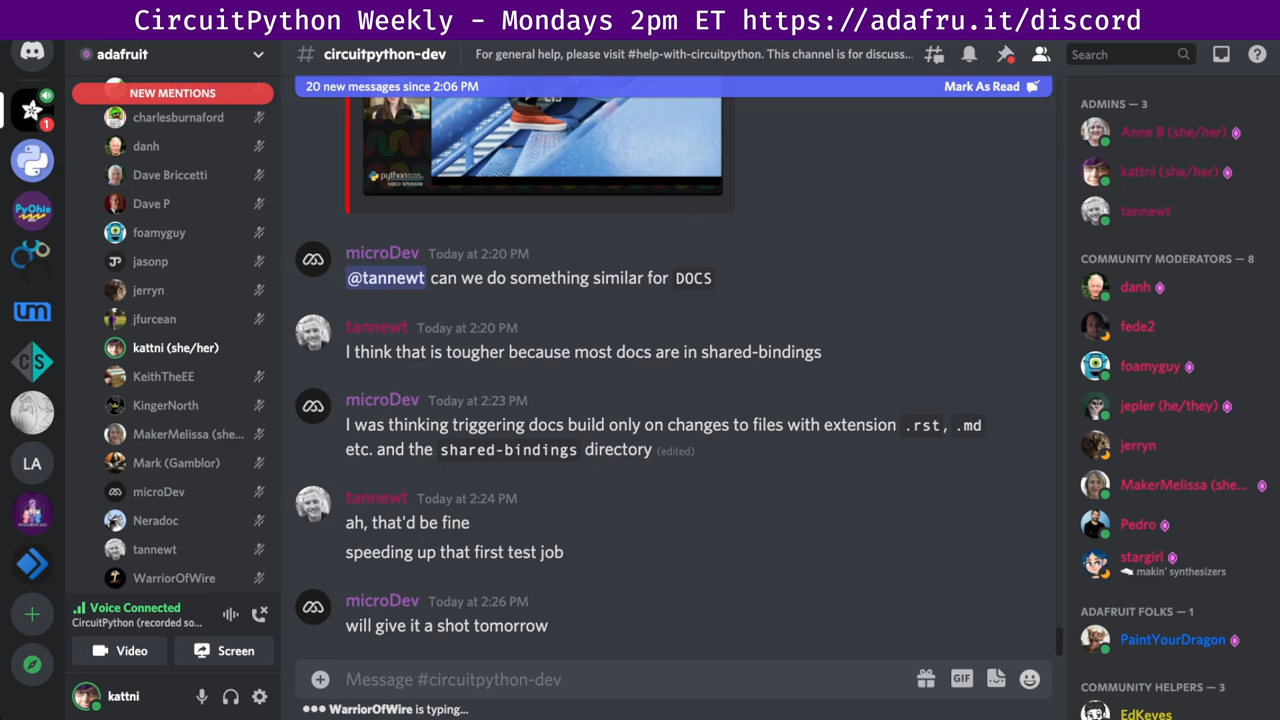 CircuitPython Weekly - Mondays 2pm ET https://adafru.it/discord
adafruit
NEW MENTIONS
charlesburnaford
danh
Dave Briccetti
Dave P
foamyguy
jasonp
jerryn
jfurcean
kattni (she/her)
KeithTheEE
KingerNorth
MakerMelissa (she...
Mark (Gamblor)
microDev
Neradoc
tannewt
WarriorOfWire
Voice Connected
CircuitPython (recorded so...
Video
Screen
kattni
1
PyOhio
um
CS
LA
# circuitpython-dev
For general help, please visit #help-with-circuitpython. This channel is for discuss...
Search
20 new messages since 2:06 PM
Mark As Read
python
VIDEO SPONSOR
microDev Today at 2:20 PM
@tannewt can we do something similar for DOCS
tannewt Today at 2:20 PM
I think that is tougher because most docs are in shared-bindings
microDev Today at 2:23 PM
I was thinking triggering docs build only on changes to files with extension .rst, .md
etc. and the shared-bindings directory (edited)
tannewt Today at 2:24 PM
ah, that'd be fine
speeding up that first test job
microDev Today at 2:26 PM
will give it a shot tomorrow
Message #circuitpython-dev
GIF
WarriorOfWire is typing...
ADMINS — 3
Anne B (she/her)
kattni (she/her)
tannewt
COMMUNITY MODERATORS — 8
danh
fede2
foamyguy
jepler (he/they)
jerryn
MakerMelissa (she...
Pedro
stargirl
makin' synthesizers
ADAFRUIT FOLKS — 1
PaintYourDragon
COMMUNITY HELPERS — 3
EdKeyes